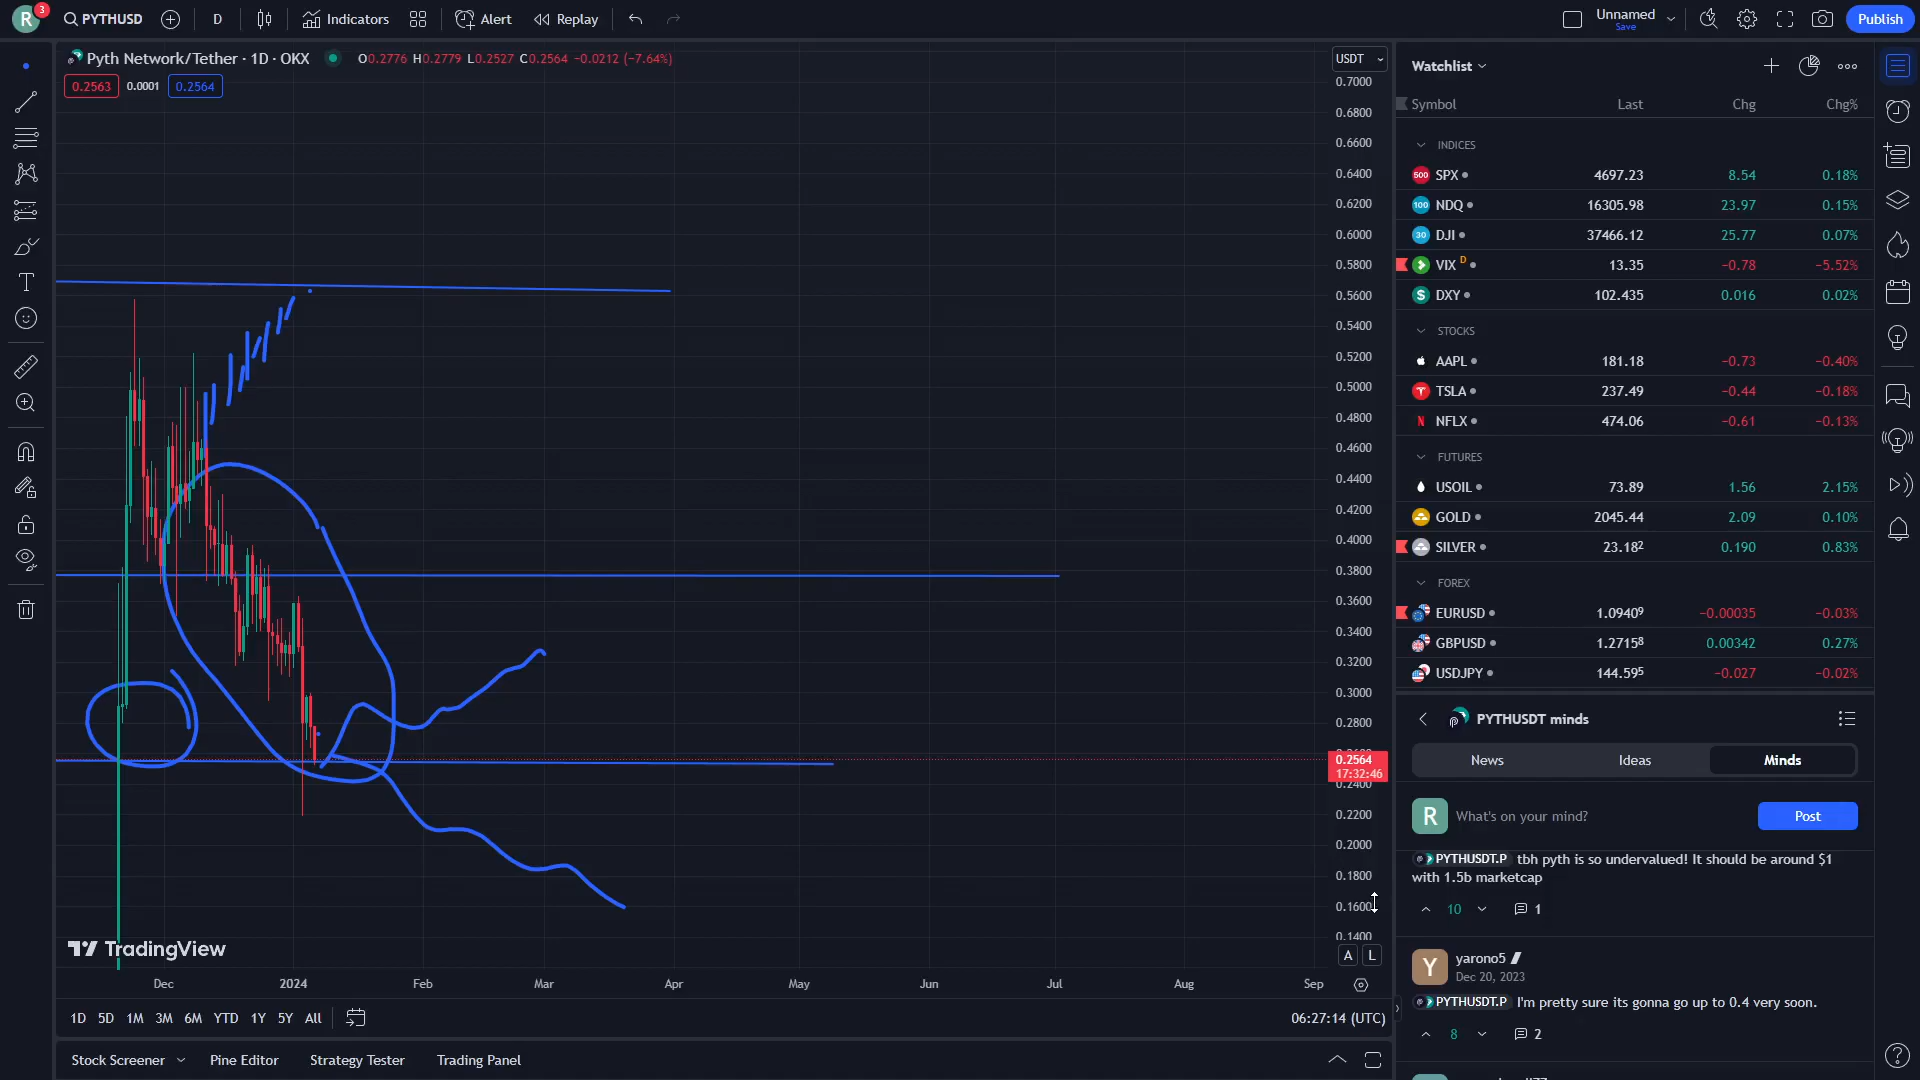 R 3 PYTHUSD D Indicators Alert Replay Unnamed Save Publish
Pyth Network/Tether · 1D · OKX O0.2776 H0.2779 L0.2527 C0.2564 −0.0212 (−7.64%) USDT
0.2563 0.0001 0.2564
0.7000
0.6800
0.6600
0.6400
0.6200
0.6000
0.5800
0.5600
0.5400
0.5200
0.5000
0.4800
0.4600
0.4400
0.4200
0.4000
0.3800
0.3600
0.3400
0.3200
0.3000
0.2800
0.2564
17:32:46
0.2400
0.2200
0.2000
0.1800
0.1600
0.1400
A L
TradingView
Dec 2024 Feb Mar Apr May Jun Jul Aug Sep
1D 5D 1M 3M 6M YTD 1Y 5Y All 06:27:14 (UTC)
Stock Screener Pine Editor Strategy Tester Trading Panel
Watchlist
Symbol Last Chg Chg%
INDICES
500 SPX 4697.23 8.54 0.18%
100 NDQ 16305.98 23.97 0.15%
30 DJI 37466.12 25.77 0.07%
VIX D 13.35 −0.78 −5.52%
$ DXY 102.435 0.016 0.02%
STOCKS
AAPL 181.18 −0.73 −0.40%
TSLA 237.49 −0.44 −0.18%
N NFLX 474.06 −0.61 −0.13%
FUTURES
USOIL 73.89 1.56 2.15%
GOLD 2045.44 2.09 0.10%
SILVER 23.18² 0.190 0.83%
FOREX
EURUSD 1.0940⁹ −0.00035 −0.03%
GBPUSD 1.2715⁸ 0.00342 0.27%
USDJPY 144.59⁵ −0.027 −0.02%
PYTHUSDT minds
News Ideas Minds
R What's on your mind? Post
PYTHUSDT.P tbh pyth is so undervalued! It should be around $1
with 1.5b marketcap
10 1
Y yarono5
Dec 20, 2023
PYTHUSDT.P I'm pretty sure its gonna go up to 0.4 very soon.
8 2